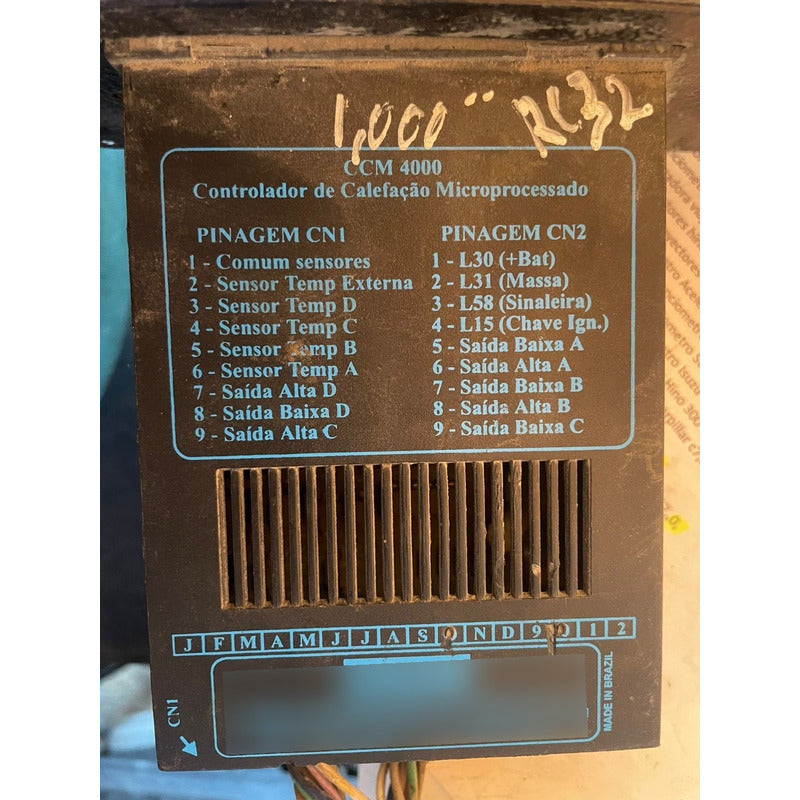 1,000 RC32
CCM 4000
Controlador de Calefação Microprocessado
PINAGEM CN1
1 - Comum sensores
2 - Sensor Temp Externa
3 - Sensor Temp D
4 - Sensor Temp C
5 - Sensor Temp B
6 - Sensor Temp A
7 - Saída Alta D
8 - Saída Baixa D
9 - Saída Alta C
PINAGEM CN2
1 - L30 (+Bat)
2 - L31 (Massa)
3 - L58 (Sinaleira)
4 - L15 (Chave Ign.)
5 - Saída Baixa A
6 - Saída Alta A
7 - Saída Baixa B
8 - Saída Alta B
9 - Saída Baixa C
J F M A M J J A S O N D 9 0 1 2
CN1
MADE IN BRAZIL